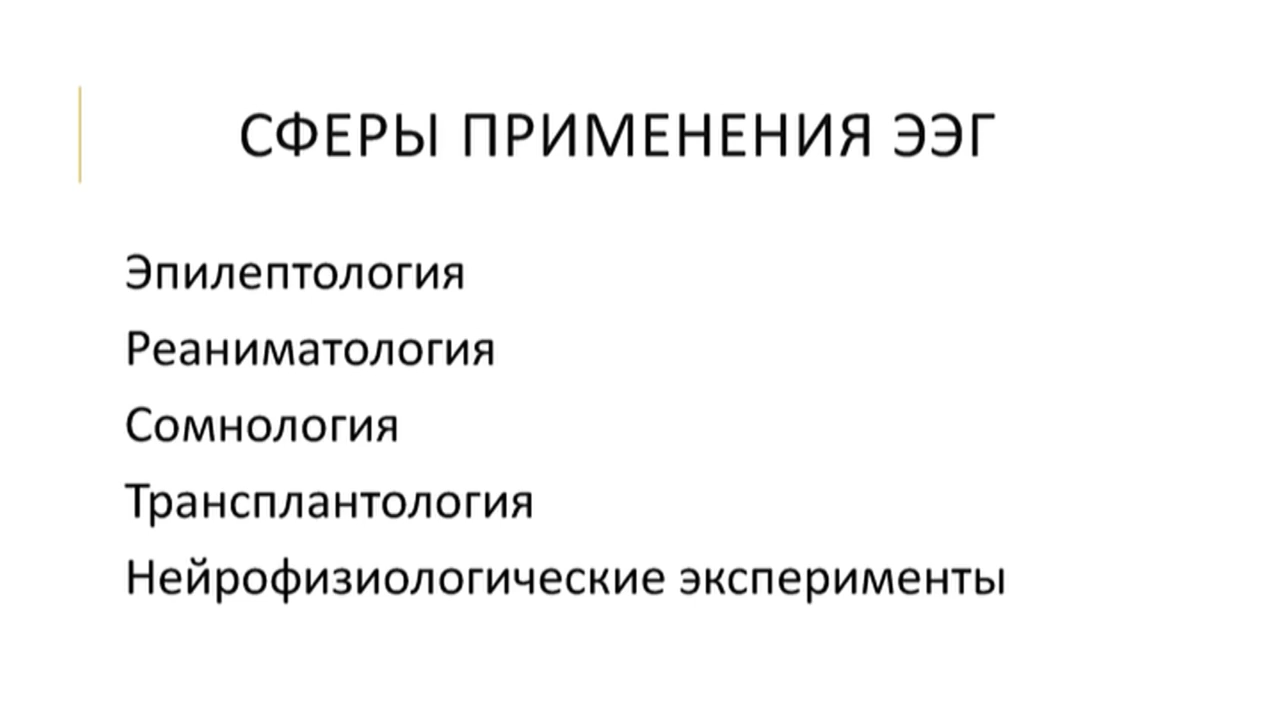 СФЕРЫ ПРИМЕНЕНИЯ ЭЭГ
Эпилептология
Реаниматология
Сомнология
Трансплантология
Нейрофизиологические эксперименты